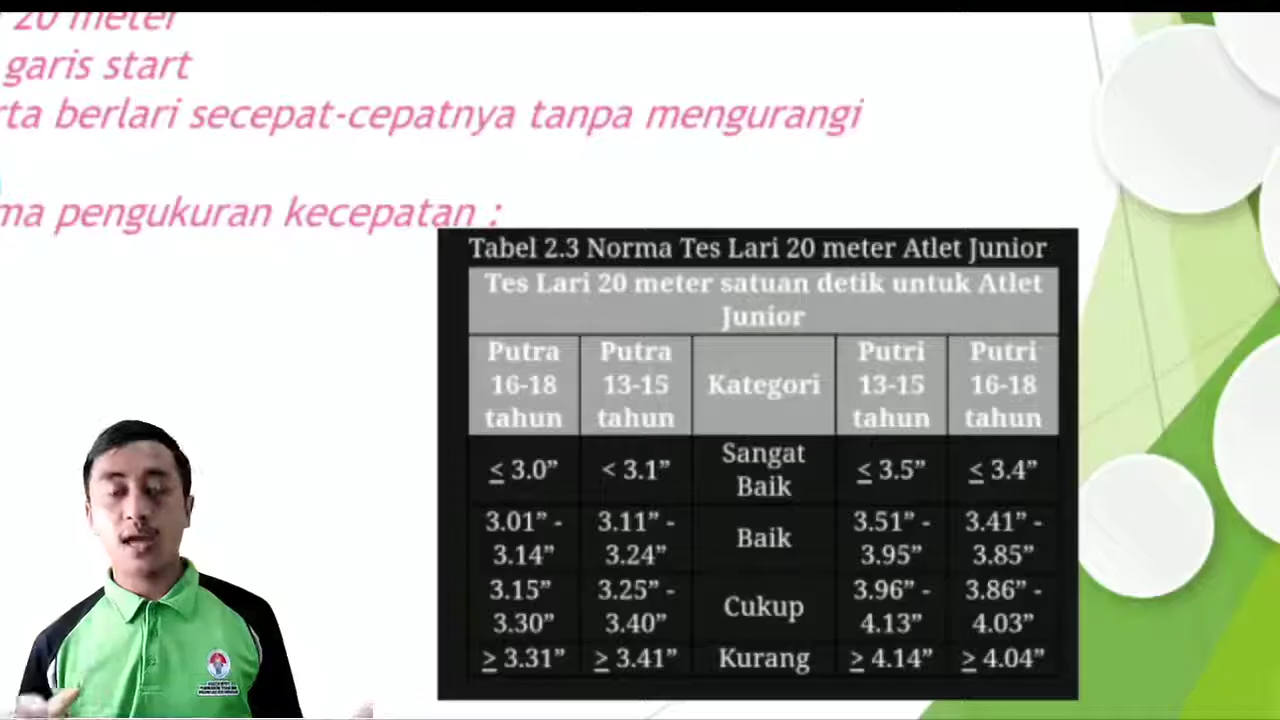 20 meter
garis start
rta berlari secepat-cepatnya tanpa mengurangi
ma pengukuran kecepatan :
Tabel 2.3 Norma Tes Lari 20 meter Atlet Junior
Tes Lari 20 meter satuan detik untuk Atlet
Junior
Putra 16-18 tahun
Putra 13-15 tahun
Kategori
Putri 13-15 tahun
Putri 16-18 tahun
≤ 3.0” < 3.1” Sangat Baik ≤ 3.5” ≤ 3.4”
3.01” - 3.14” 3.11” - 3.24” Baik 3.51” - 3.95” 3.41” - 3.85”
3.15” 3.30” 3.25” - 3.40” Cukup 3.96” - 4.13” 3.86” - 4.03”
≥ 3.31” ≥ 3.41” Kurang ≥ 4.14” ≥ 4.04”